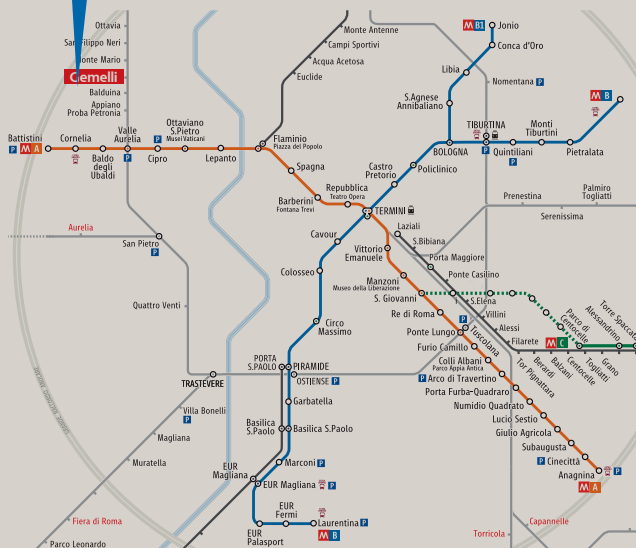 Ottavia
San Filippo Neri
Monte Mario
Gemelli
Balduina
Appiano
Proba Petronia
Monte Antenne
Campi Sportivi
Acqua Acetosa
Euclide
M B1
Jonio
Conca d'Oro
Libia
Nomentana P
S.Agnese
Annibaliano
M B
TIBURTINA
P
BOLOGNA
Quintiliani
P
Monti
Tiburtini
Pietralata
Battistini
P M A
Cornelia
Baldo
degli
Ubaldi
Valle
Aurelia
P
P
Cipro
Ottaviano
S.Pietro
Musei Vaticani
Lepanto
Flaminio
Piazza del Popolo
Spagna
Barberini
Fontana Trevi
Repubblica
Teatro Opera
Castro
Pretorio
Policlinico
TERMINI
Laziali
S.Bibiana
Porta Maggiore
Ponte Casilino
Prenestina
Serenissima
Palmiro
Togliatti
Aurelia
San Pietro
P
Quattro Venti
Cavour
Colosseo
Circo
Massimo
Vittorio
Emanuele
Manzoni
Museo della Liberazione
S. Giovanni
S.Elena
Villini
Alessi
Filarete
Re di Roma
P
Ponte Lungo
Tuscolana
Furio Camillo
Colli Albani
Parco Appia Antica
P Arco di Travertino
Porta Furba-Quadraro
Numidio Quadrato
Lucio Sestio
Giulio Agricola
Subaugusta
P Cinecittà
Anagnina
P
M A
M C
Parco di
Centocelle
Alessandrino
Torre Spaccata
Tor Pignattara
Berardi
Balzani
Centocelle
Togliatti
Grano
TRASTEVERE
PORTA
S.PAOLO
PIRAMIDE
OSTIENSE P
Garbatella
Villa Bonelli
P
Magliana
Muratella
Fiera di Roma
Parco Leonardo
Basilica
S.Paolo
Basilica S.Paolo
Marconi P
EUR
Magliana
EUR Magliana
P
EUR
Fermi
EUR
Palasport
Laurentina P
M B
Torricola
Capannelle